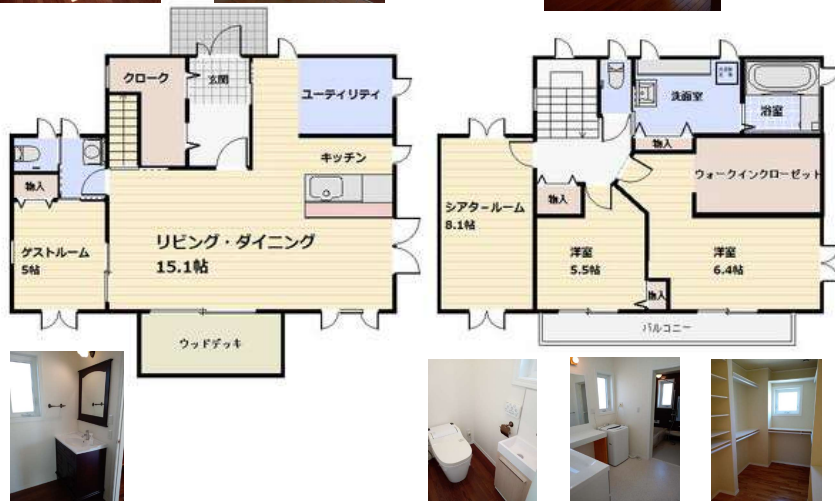 クローク
玄関
ユーティリティ
キッチン
物入
リビング・ダイニング
15.1帖
ゲストルーム
5帖
ウッドデッキ
洗面室
浴室
物入
ウォークインクローゼット
シアタールーム
8.1帖
物入
洋室
5.5帖
洋室
6.4帖
物入
バルコニー